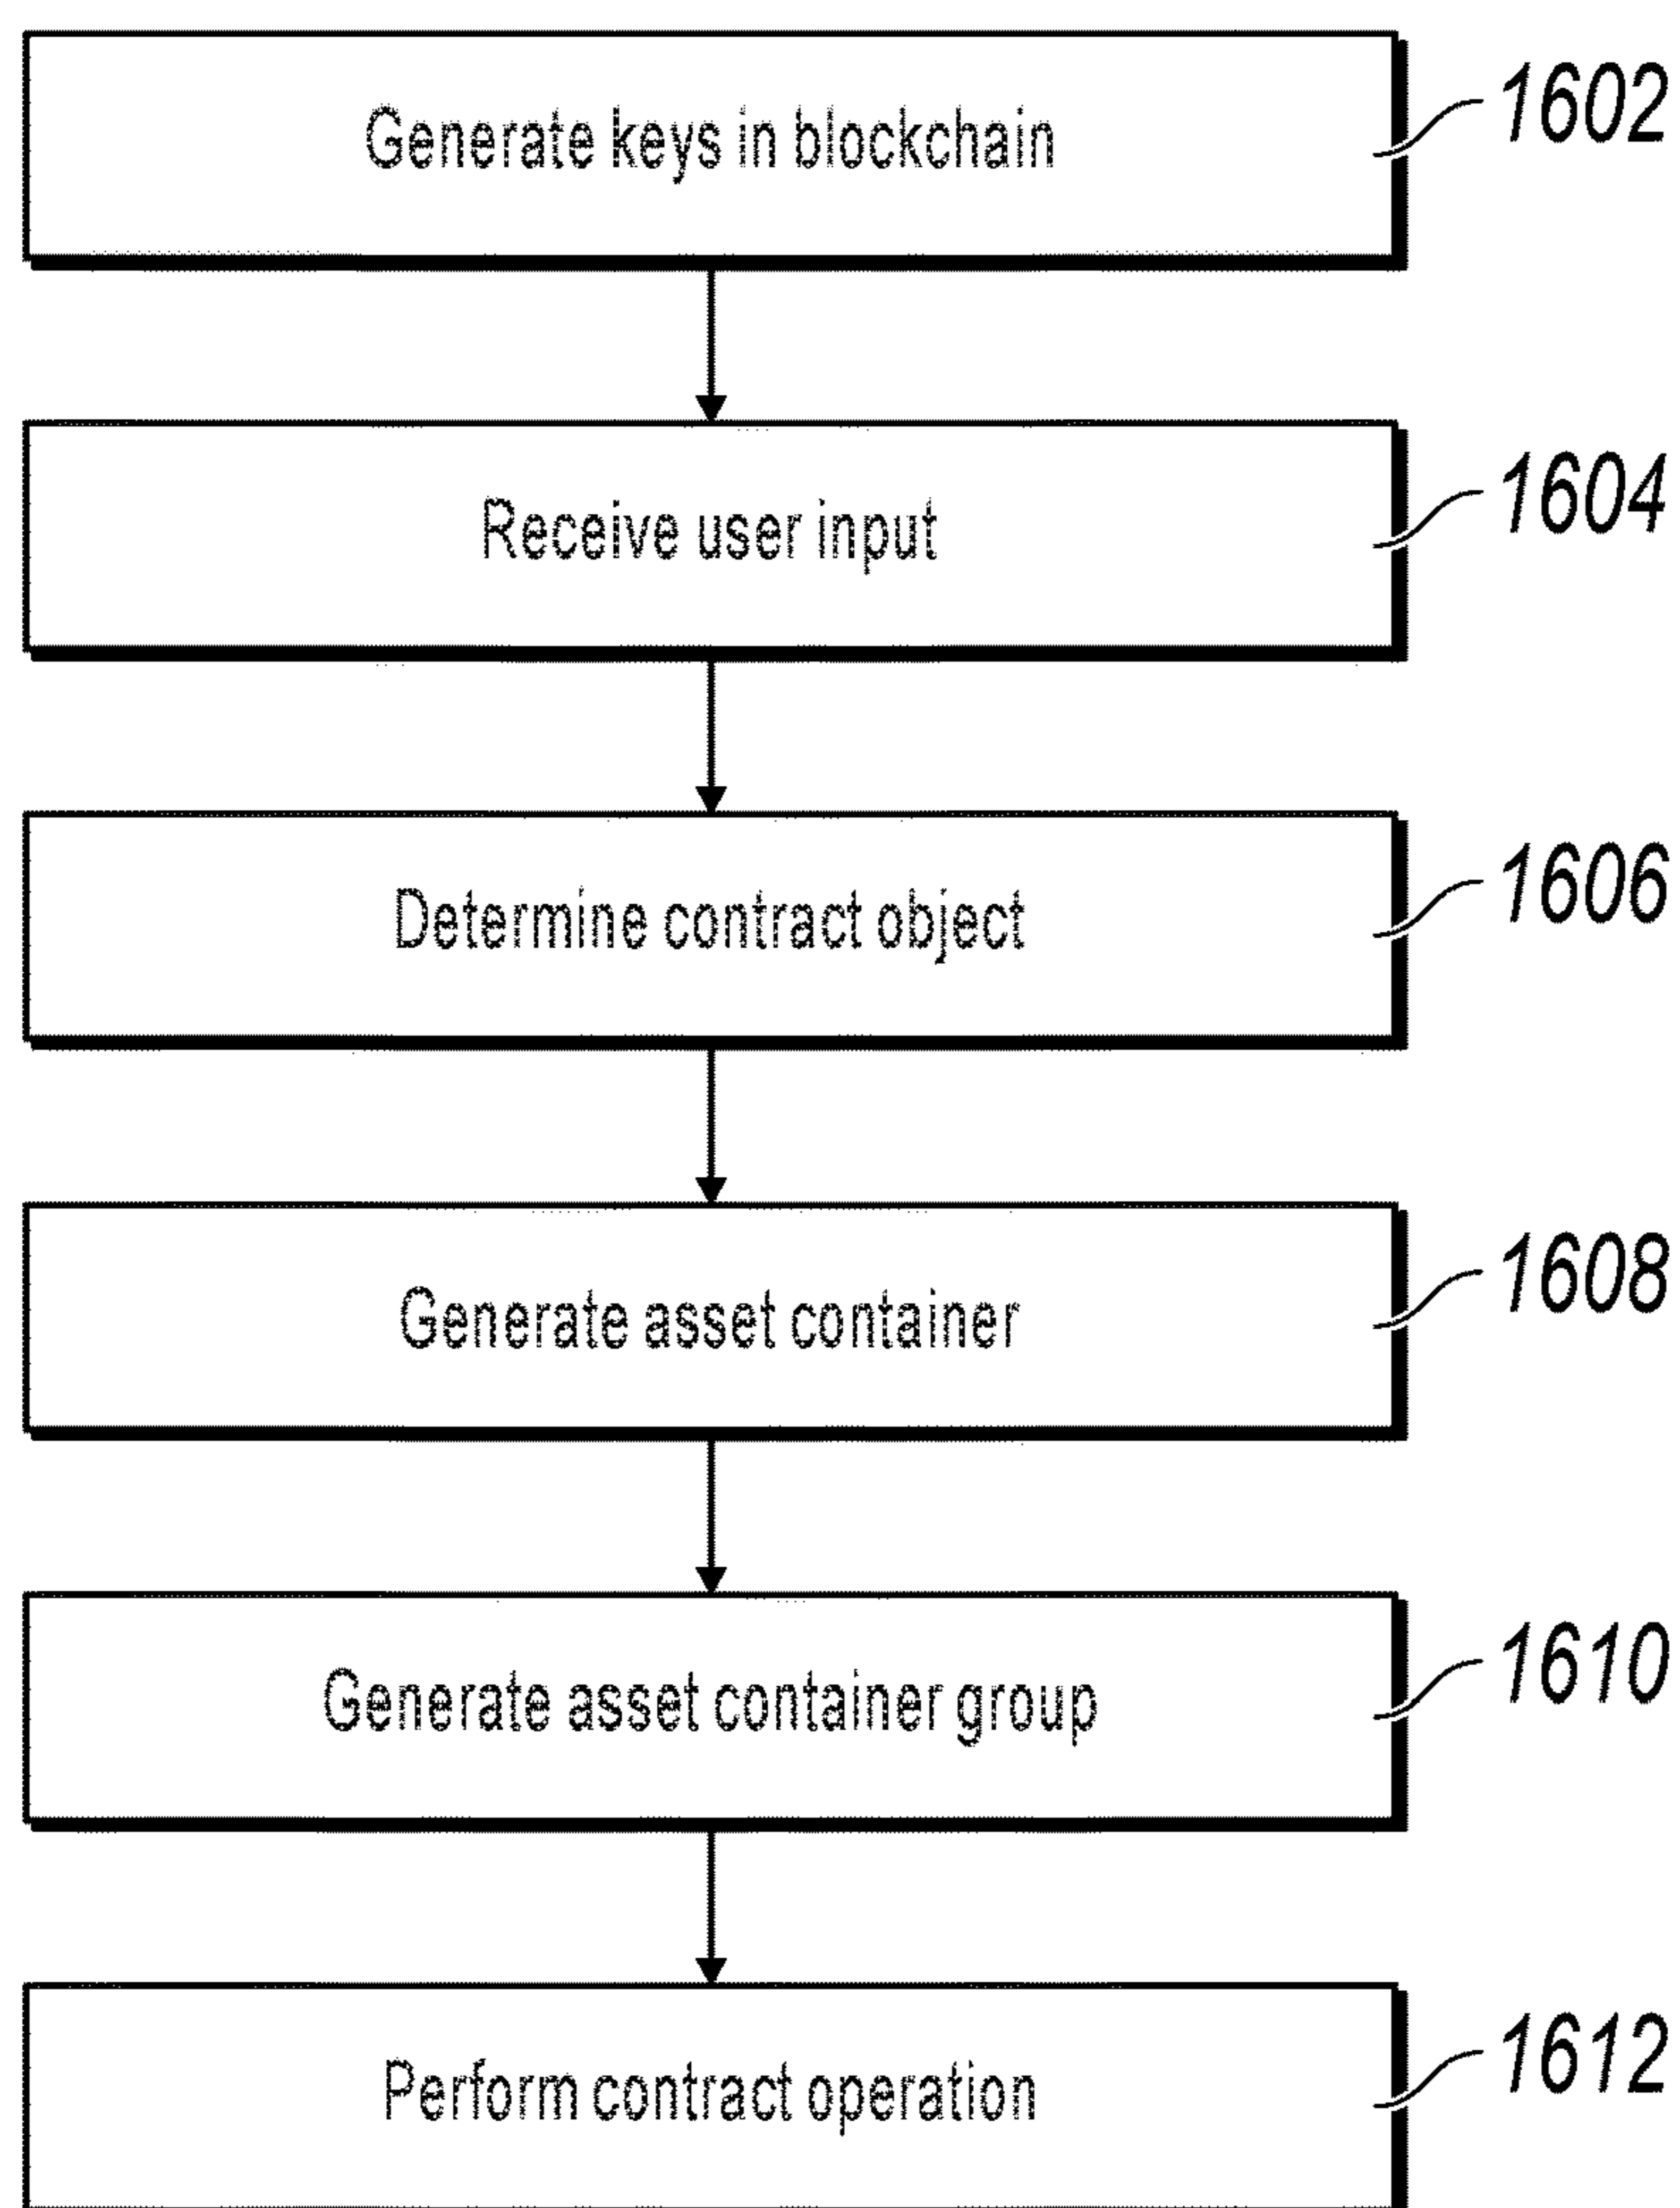 Generate keys in blockchain
1602
Receive user input
1604
Determine contract object
1606
Generate asset container
1608
Generate asset container group
1610
Perform contract operation
1612